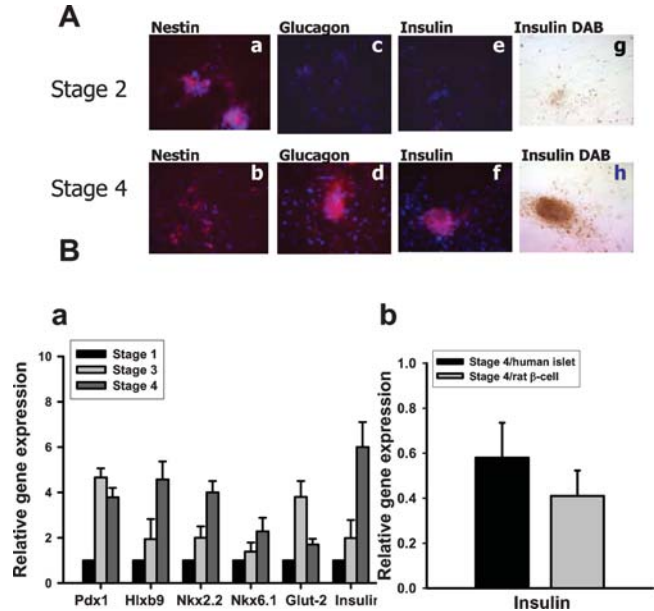 A
Nestin Glucagon Insulin Insulin DAB
a c e g
Stage 2
Nestin Glucagon Insulin Insulin DAB
b d f h
Stage 4
B
a
Relative gene expression
10
8
6
4
2
0
Stage 1
Stage 3
Stage 4
Pdx1 Hlxb9 Nkx2.2 Nkx6.1 Glut-2 Insulin
b
Relative gene expression
1.0
0.8
0.6
0.4
0.2
0.0
Stage 4/human islet
Stage 4/rat β-cell
Insulin